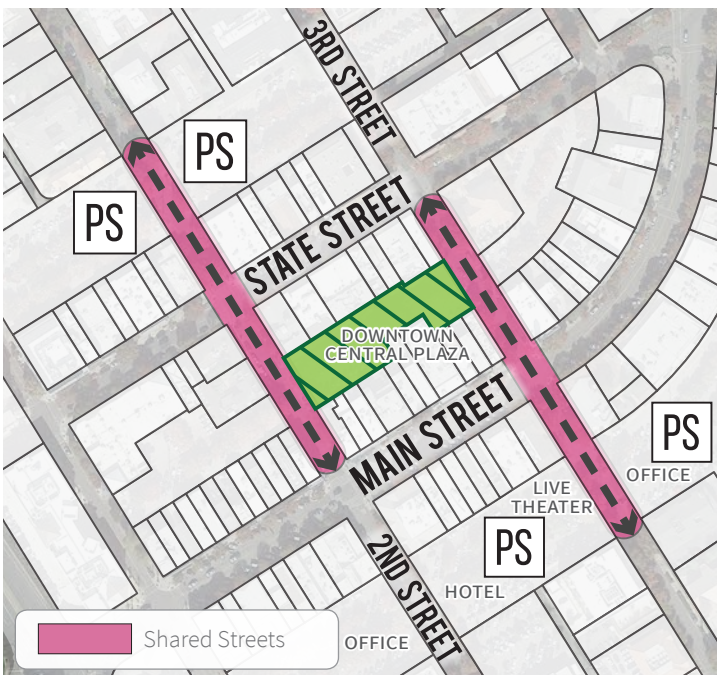 3RD STREET
PS
PS
STATE STREET
DOWNTOWN
CENTRAL PLAZA
MAIN STREET
PS
OFFICE
LIVE
THEATER
PS
2ND STREET
HOTEL
Shared Streets
OFFICE